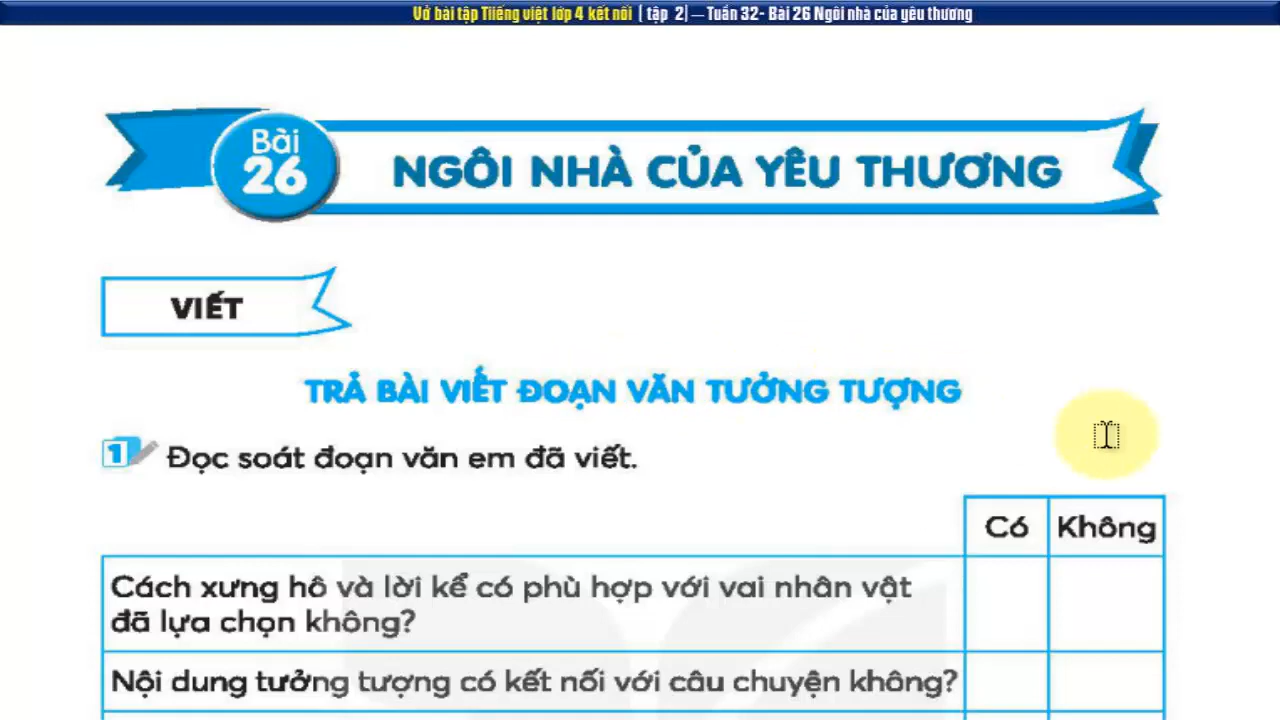 Vở bài tập Tiiếng việt lớp 4 kết nối ( tập 2) – Tuần 32- Bài 26 Ngôi nhà của yêu thương
Bài
26
NGÔI NHÀ CỦA YÊU THƯƠNG
VIẾT
TRẢ BÀI VIẾT ĐOẠN VĂN TƯỞNG TƯỢNG
1 Đọc soát đoạn văn em đã viết.
Có Không
Cách xưng hô và lời kể có phù hợp với vai nhân vật
đã lựa chọn không?
Nội dung tưởng tượng có kết nối với câu chuyện không?